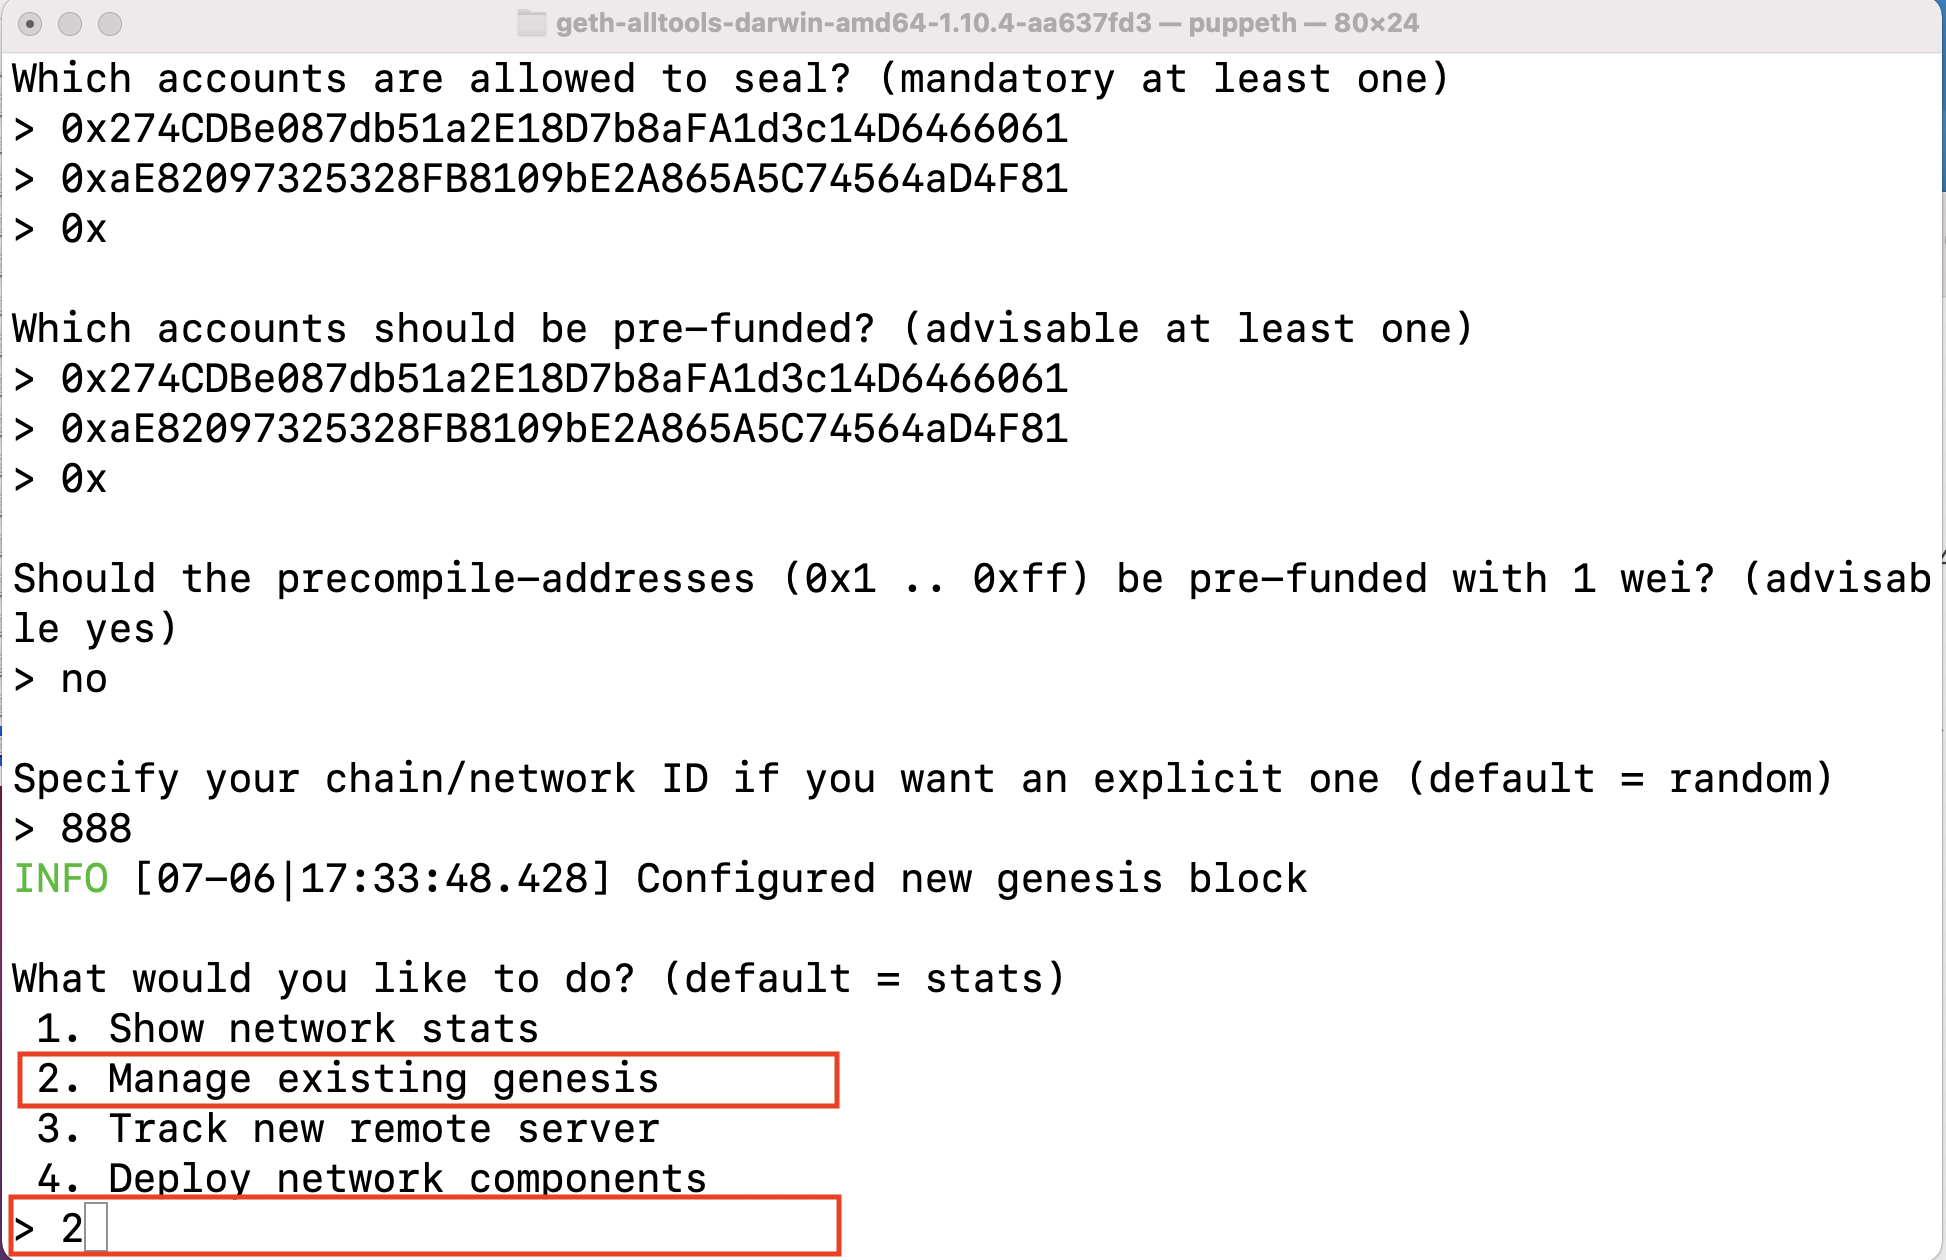 geth-alltools-darwin-amd64-1.10.4-aa637fd3 — puppeth — 80×24
Which accounts are allowed to seal? (mandatory at least one)
> 0x274CDBe087db51a2E18D7b8aFA1d3c14D6466061
> 0xaE82097325328FB8109bE2A865A5C74564aD4F81
> 0x
Which accounts should be pre-funded? (advisable at least one)
> 0x274CDBe087db51a2E18D7b8aFA1d3c14D6466061
> 0xaE82097325328FB8109bE2A865A5C74564aD4F81
> 0x
Should the precompile-addresses (0x1 .. 0xff) be pre-funded with 1 wei? (advisab
le yes)
> no
Specify your chain/network ID if you want an explicit one (default = random)
> 888
INFO [07-06|17:33:48.428] Configured new genesis block
What would you like to do? (default = stats)
1. Show network stats
2. Manage existing genesis
3. Track new remote server
4. Deploy network components
> 2